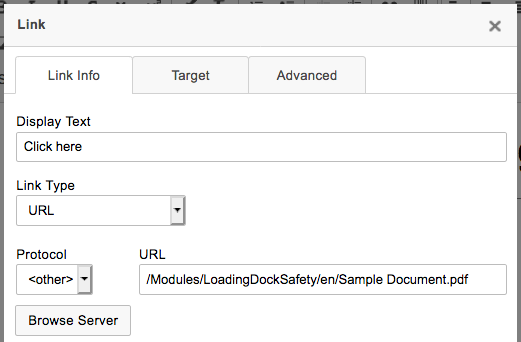 Link
Link Info Target Advanced
Display Text
Click here
Link Type
URL
Protocol URL
<other> /Modules/LoadingDockSafety/en/Sample Document.pdf
Browse Server